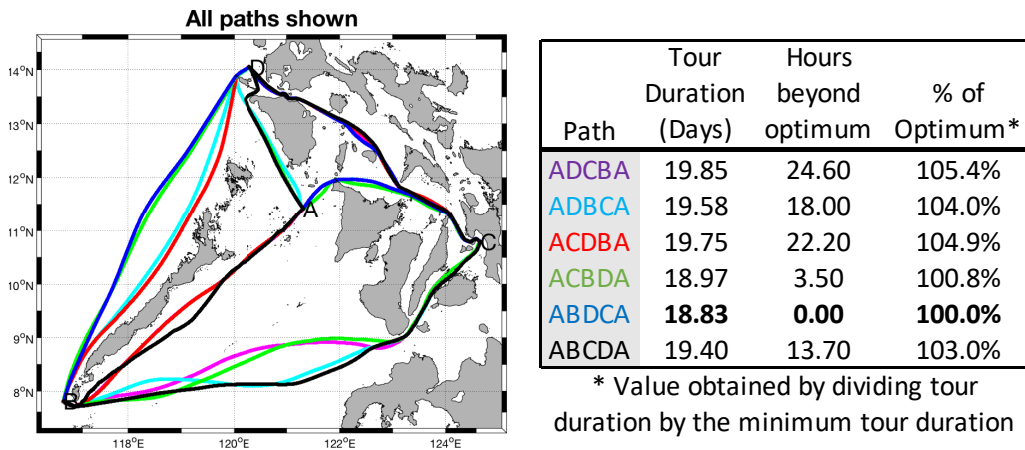 All paths shown
14°N
13°N
12°N
11°N
10°N
9°N
8°N
118°E
120°E
122°E
124°E
D
A
C
B
Path Tour Duration (Days) Hours beyond optimum % of Optimum*
ADCBA 19.85 24.60 105.4%
ADBCA 19.58 18.00 104.0%
ACDBA 19.75 22.20 104.9%
ACBDA 18.97 3.50 100.8%
ABDCA 18.83 0.00 100.0%
ABCDA 19.40 13.70 103.0%
* Value obtained by dividing tour
duration by the minimum tour duration